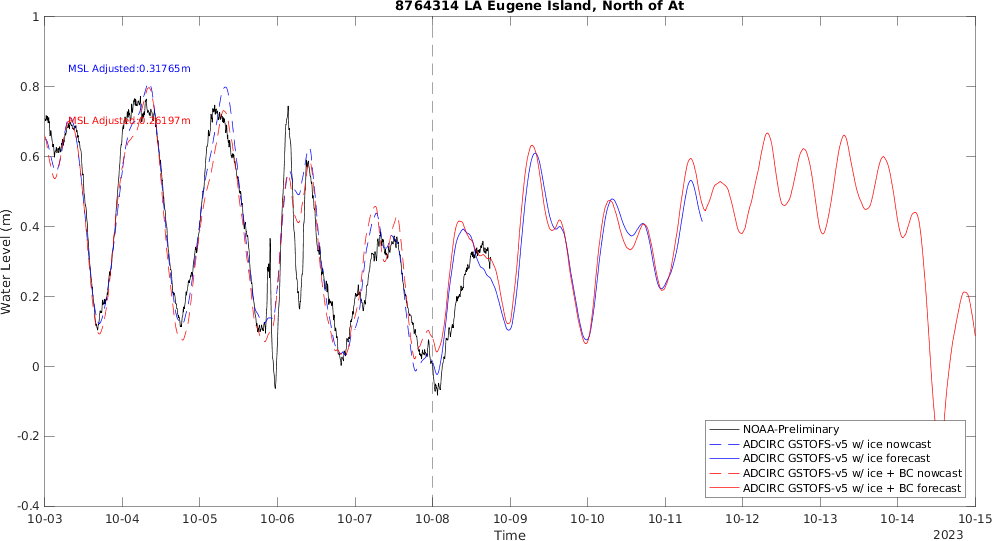 8764314 LA Eugene Island, North of At
MSL Adjusted:0.31765m
MSL Adjusted:0.26197m
Water Level (m)
1
0.8
0.6
0.4
0.2
0
-0.2
-0.4
10-03 10-04 10-05 10-06 10-07 10-08 10-09 10-10 10-11 10-12 10-13 10-14 10-15
Time
2023
NOAA-Preliminary
ADCIRC GSTOFS-v5 w/ ice nowcast
ADCIRC GSTOFS-v5 w/ ice forecast
ADCIRC GSTOFS-v5 w/ ice + BC nowcast
ADCIRC GSTOFS-v5 w/ ice + BC forecast